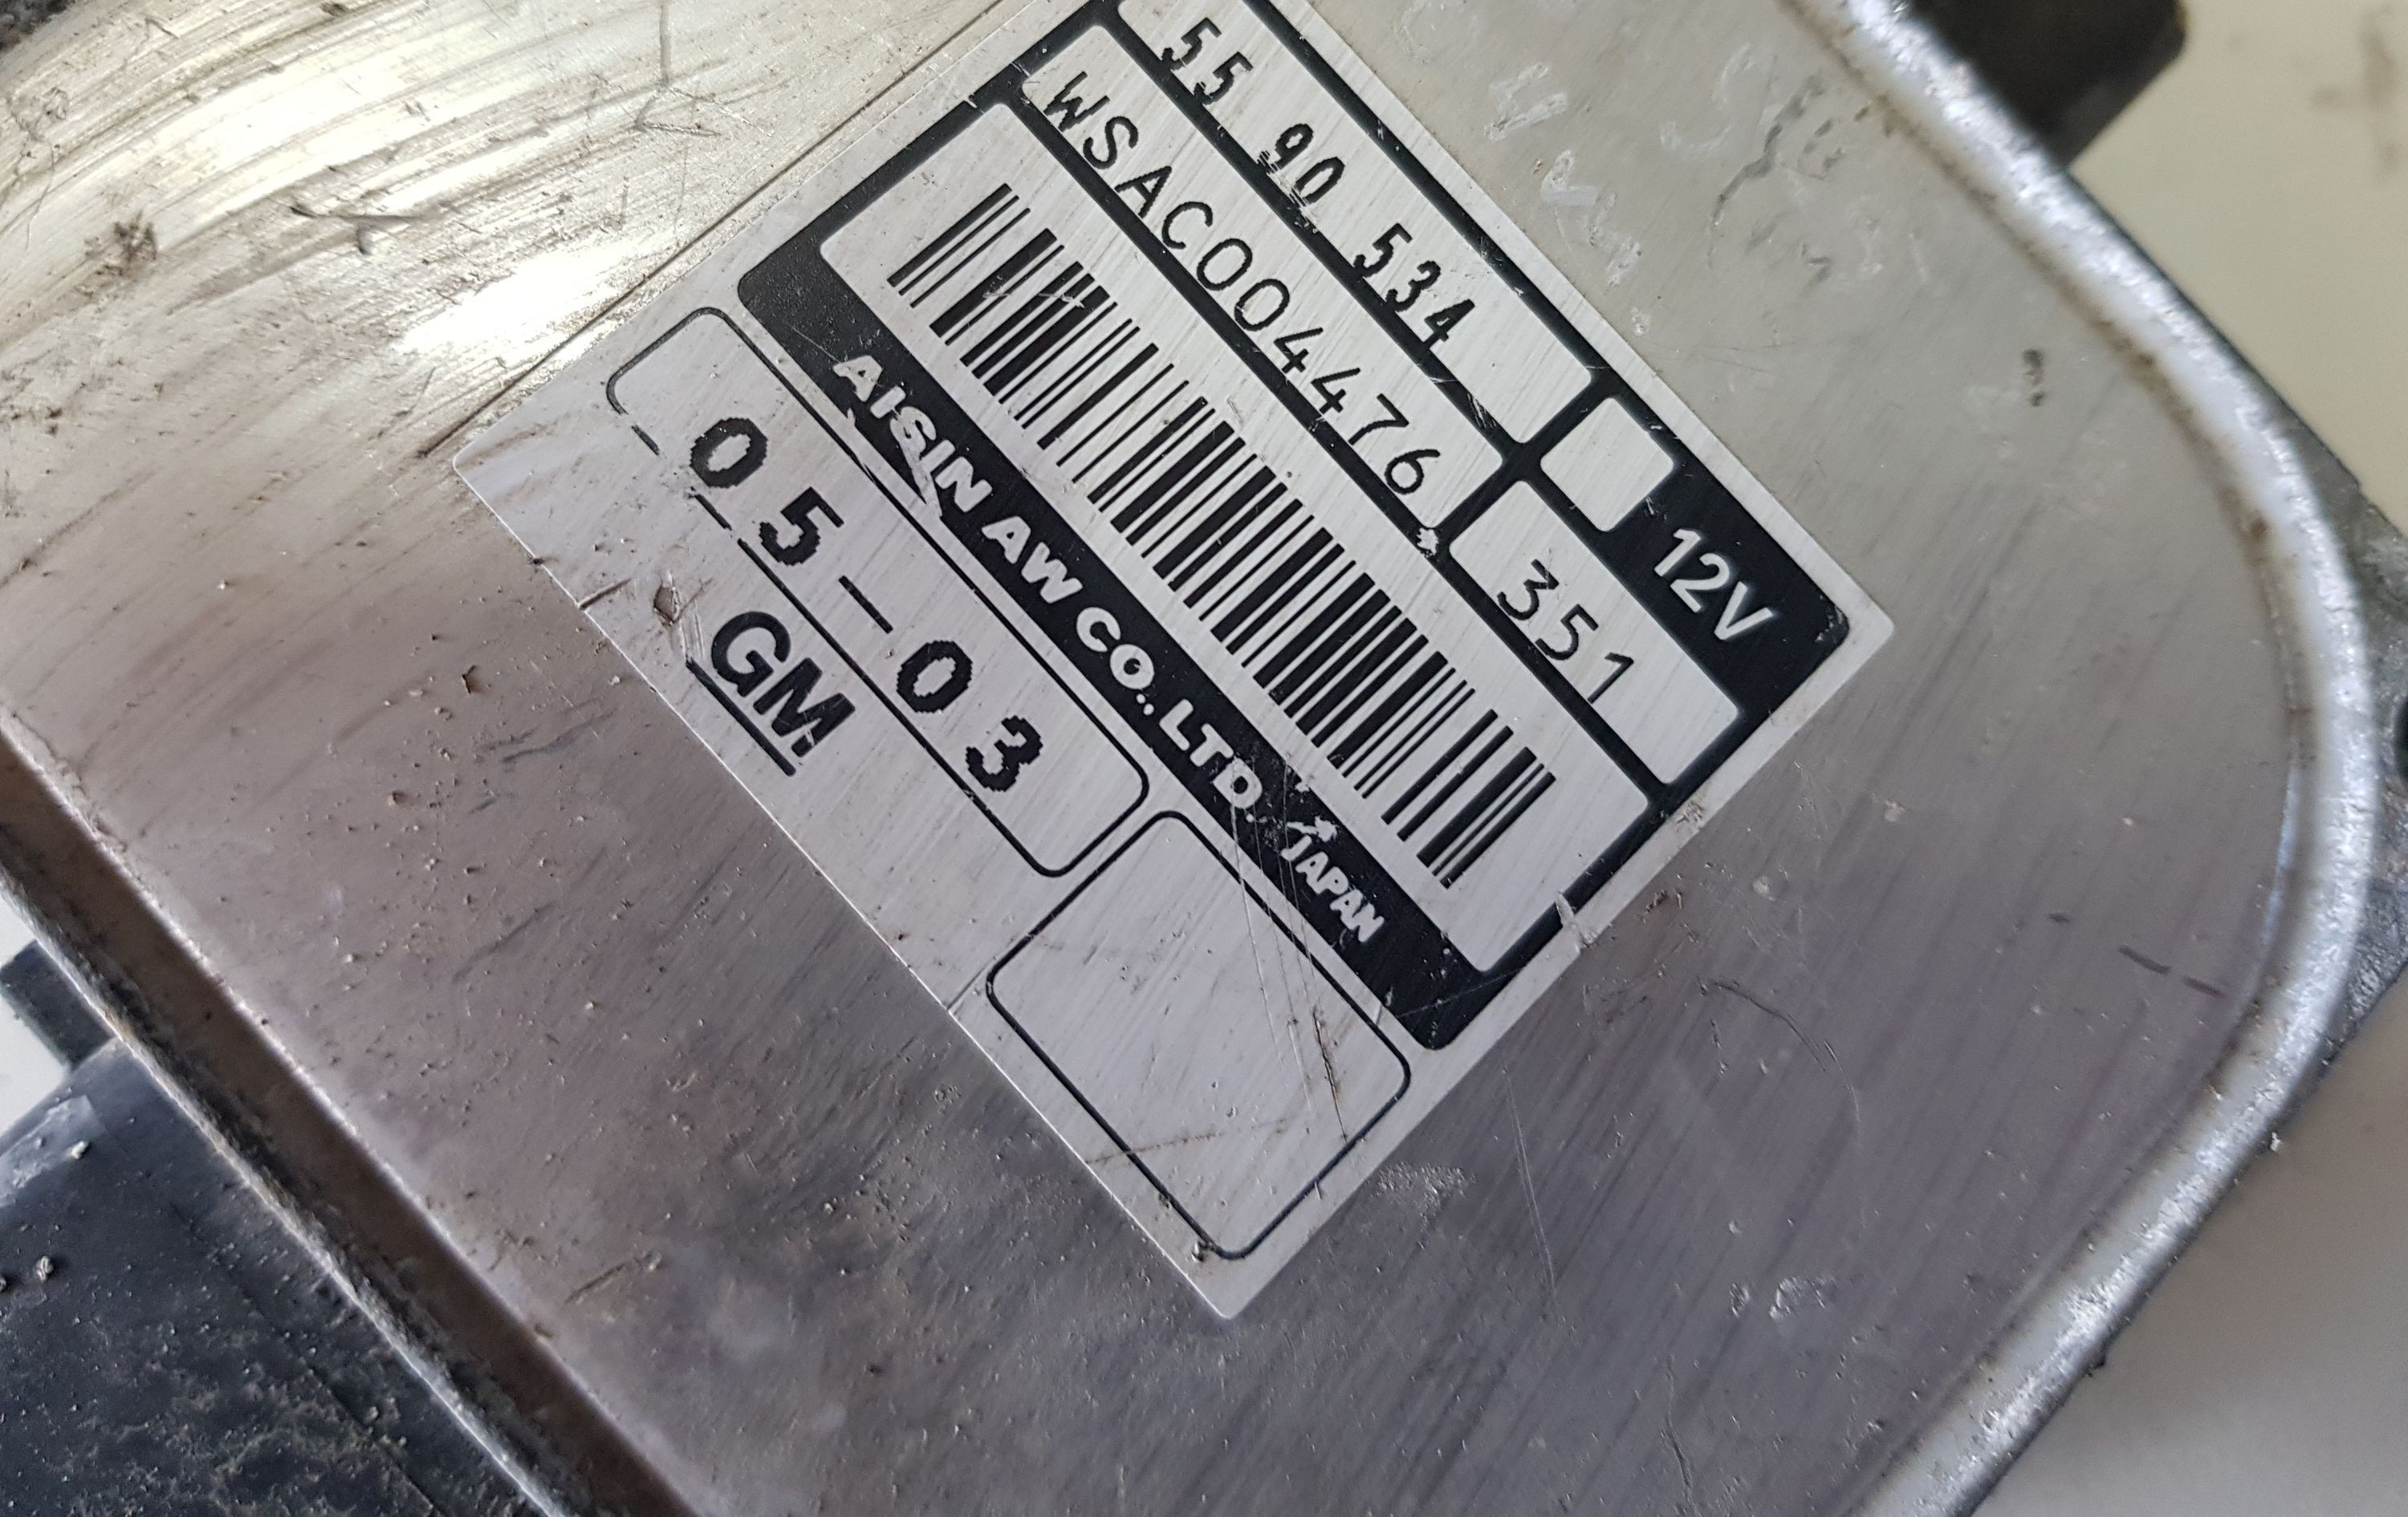 55 90 534
12V
WSAC004476
351
AISIN AW CO., LTD. JAPAN
05-03
GM